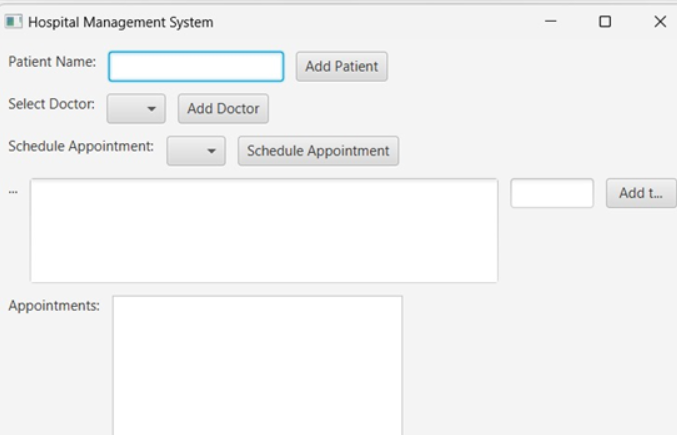 Hospital Management System
Patient Name: Add Patient
Select Doctor: Add Doctor
Schedule Appointment: Schedule Appointment
... Add t...
Appointments: